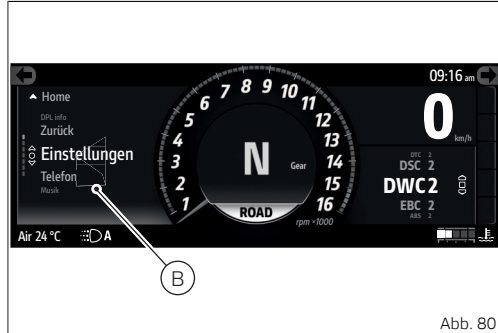 09:16 am
Home
DPL info
Zurück
Einstellungen
Telefon
Musik
1
2
3
4
5
6
7
8
9
10
11
12
13
14
15
16
N
Gear
ROAD
rpm ×1000
0
km/h
DTC 2
DSC 2
DWC 2
EBC 2
ABS 2
Air 24 °C
A
B
Abb. 80